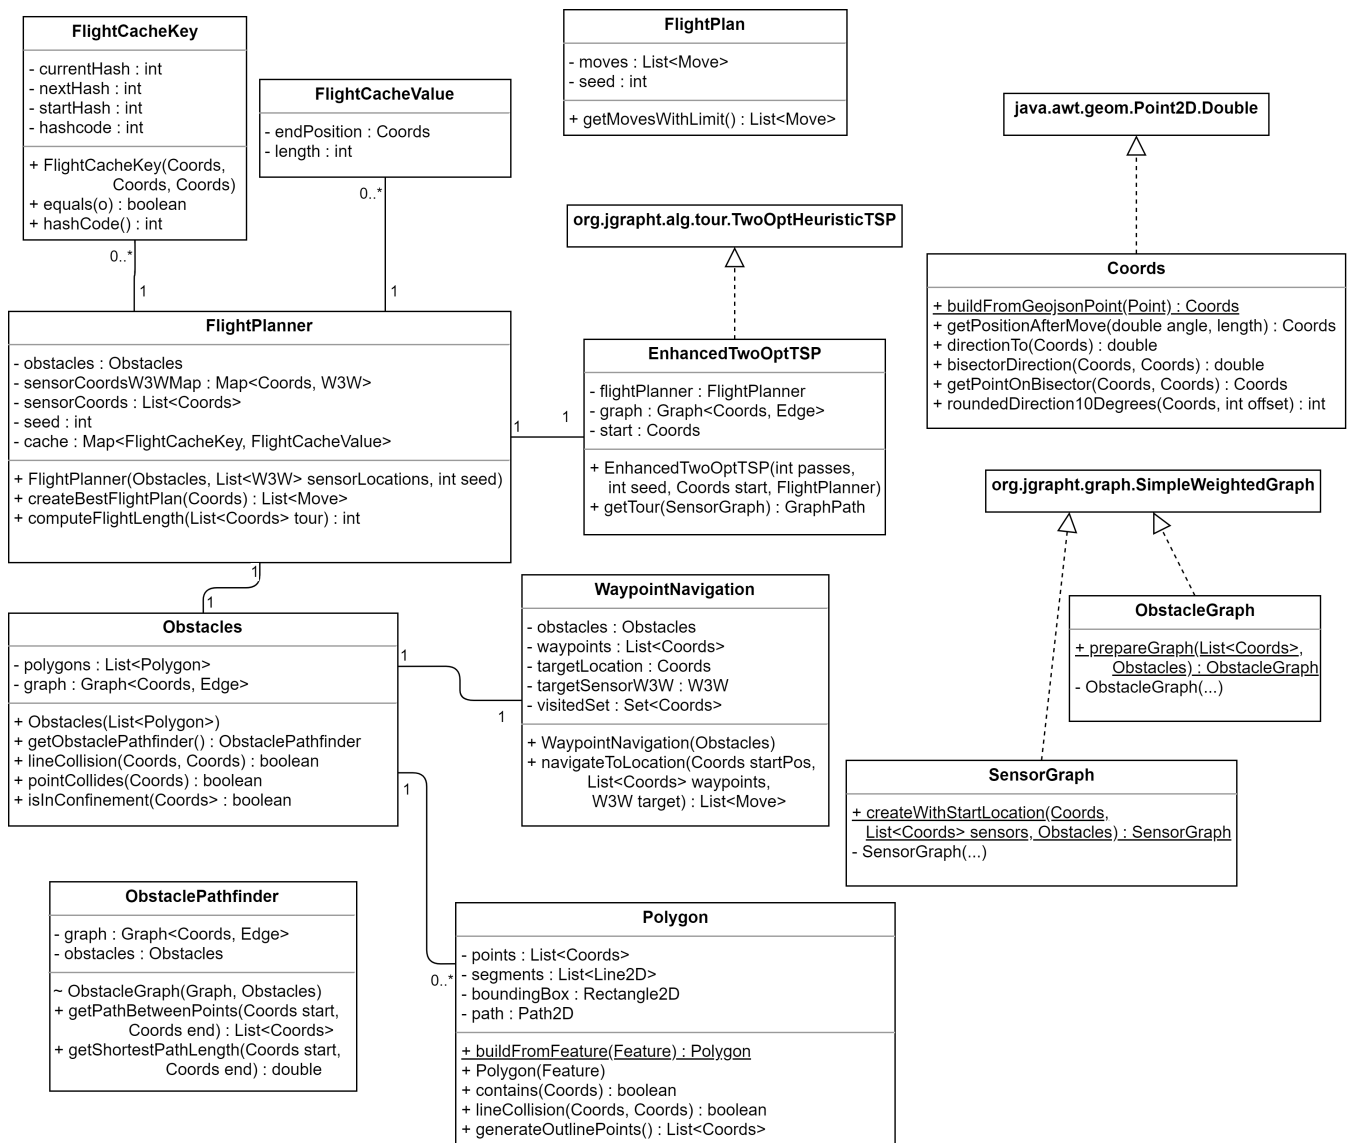 FlightCacheKey
- currentHash : int
- nextHash : int
- startHash : int
- hashcode : int
+ FlightCacheKey(Coords,
Coords, Coords)
+ equals(o) : boolean
+ hashCode() : int
0..*
1
FlightCacheValue
- endPosition : Coords
- length : int
0..*
1
FlightPlan
- moves : List<Move>
- seed : int
+ getMovesWithLimit() : List<Move>
java.awt.geom.Point2D.Double
org.jgrapht.alg.tour.TwoOptHeuristicTSP
Coords
+ buildFromGeojsonPoint(Point) : Coords
+ getPositionAfterMove(double angle, length) : Coords
+ directionTo(Coords) : double
+ bisectorDirection(Coords, Coords) : double
+ getPointOnBisector(Coords, Coords) : Coords
+ roundedDirection10Degrees(Coords, int offset) : int
FlightPlanner
- obstacles : Obstacles
- sensorCoordsW3WMap : Map<Coords, W3W>
- sensorCoords : List<Coords>
- seed : int
- cache : Map<FlightCacheKey, FlightCacheValue>
+ FlightPlanner(Obstacles, List<W3W> sensorLocations, int seed)
+ createBestFlightPlan(Coords) : List<Move>
+ computeFlightLength(List<Coords> tour) : int
1
1
EnhancedTwoOptTSP
- flightPlanner : FlightPlanner
- graph : Graph<Coords, Edge>
- start : Coords
+ EnhancedTwoOptTSP(int passes,
int seed, Coords start, FlightPlanner)
+ getTour(SensorGraph) : GraphPath
org.jgrapht.graph.SimpleWeightedGraph
1
1
Obstacles
- polygons : List<Polygon>
- graph : Graph<Coords, Edge>
+ Obstacles(List<Polygon>)
+ getObstaclePathfinder() : ObstaclePathfinder
+ lineCollision(Coords, Coords) : boolean
+ pointCollides(Coords) : boolean
+ isInConfinement(Coords> : boolean
1
1
1
0..*
WaypointNavigation
- obstacles : Obstacles
- waypoints : List<Coords>
- targetLocation : Coords
- targetSensorW3W : W3W
- visitedSet : Set<Coords>
+ WaypointNavigation(Obstacles)
+ navigateToLocation(Coords startPos,
List<Coords> waypoints,
W3W target) : List<Move>
ObstacleGraph
+ prepareGraph(List<Coords>,
Obstacles) : ObstacleGraph
- ObstacleGraph(...)
SensorGraph
+ createWithStartLocation(Coords,
List<Coords> sensors, Obstacles) : SensorGraph
- SensorGraph(...)
ObstaclePathfinder
- graph : Graph<Coords, Edge>
- obstacles : Obstacles
~ ObstacleGraph(Graph, Obstacles)
+ getPathBetweenPoints(Coords start,
Coords end) : List<Coords>
+ getShortestPathLength(Coords start,
Coords end) : double
Polygon
- points : List<Coords>
- segments : List<Line2D>
- boundingBox : Rectangle2D
- path : Path2D
+ buildFromFeature(Feature) : Polygon
+ Polygon(Feature)
+ contains(Coords) : boolean
+ lineCollision(Coords, Coords) : boolean
+ generateOutlinePoints() : List<Coords>